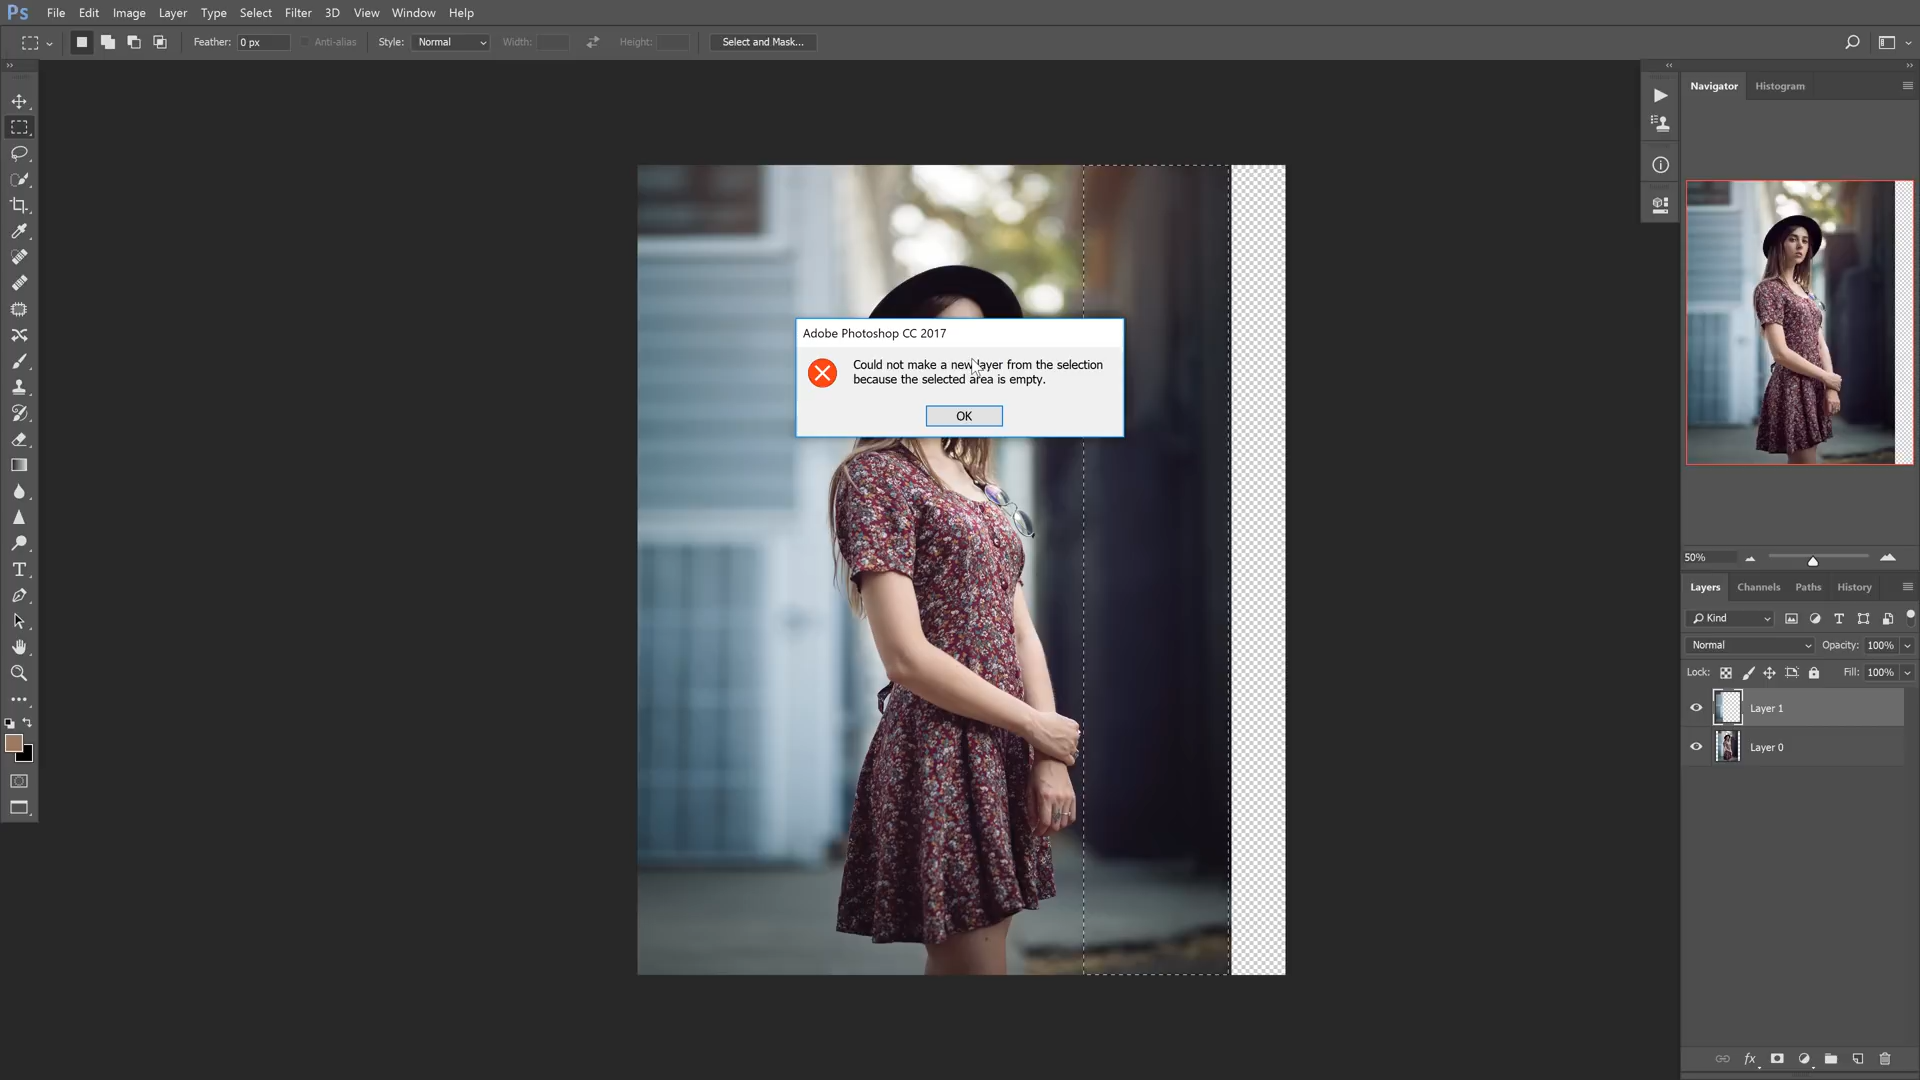 Ps File Edit Image Layer Type Select Filter 3D View Window Help
Feather: 0 px Anti-alias Style: Normal Width: Height: Select and Mask...
Navigator Histogram
Adobe Photoshop CC 2017
Could not make a new layer from the selection
because the selected area is empty.
OK
50%
Layers Channels Paths History
Kind
Normal Opacity: 100%
Lock: Fill: 100%
Layer 1
Layer 0
fx